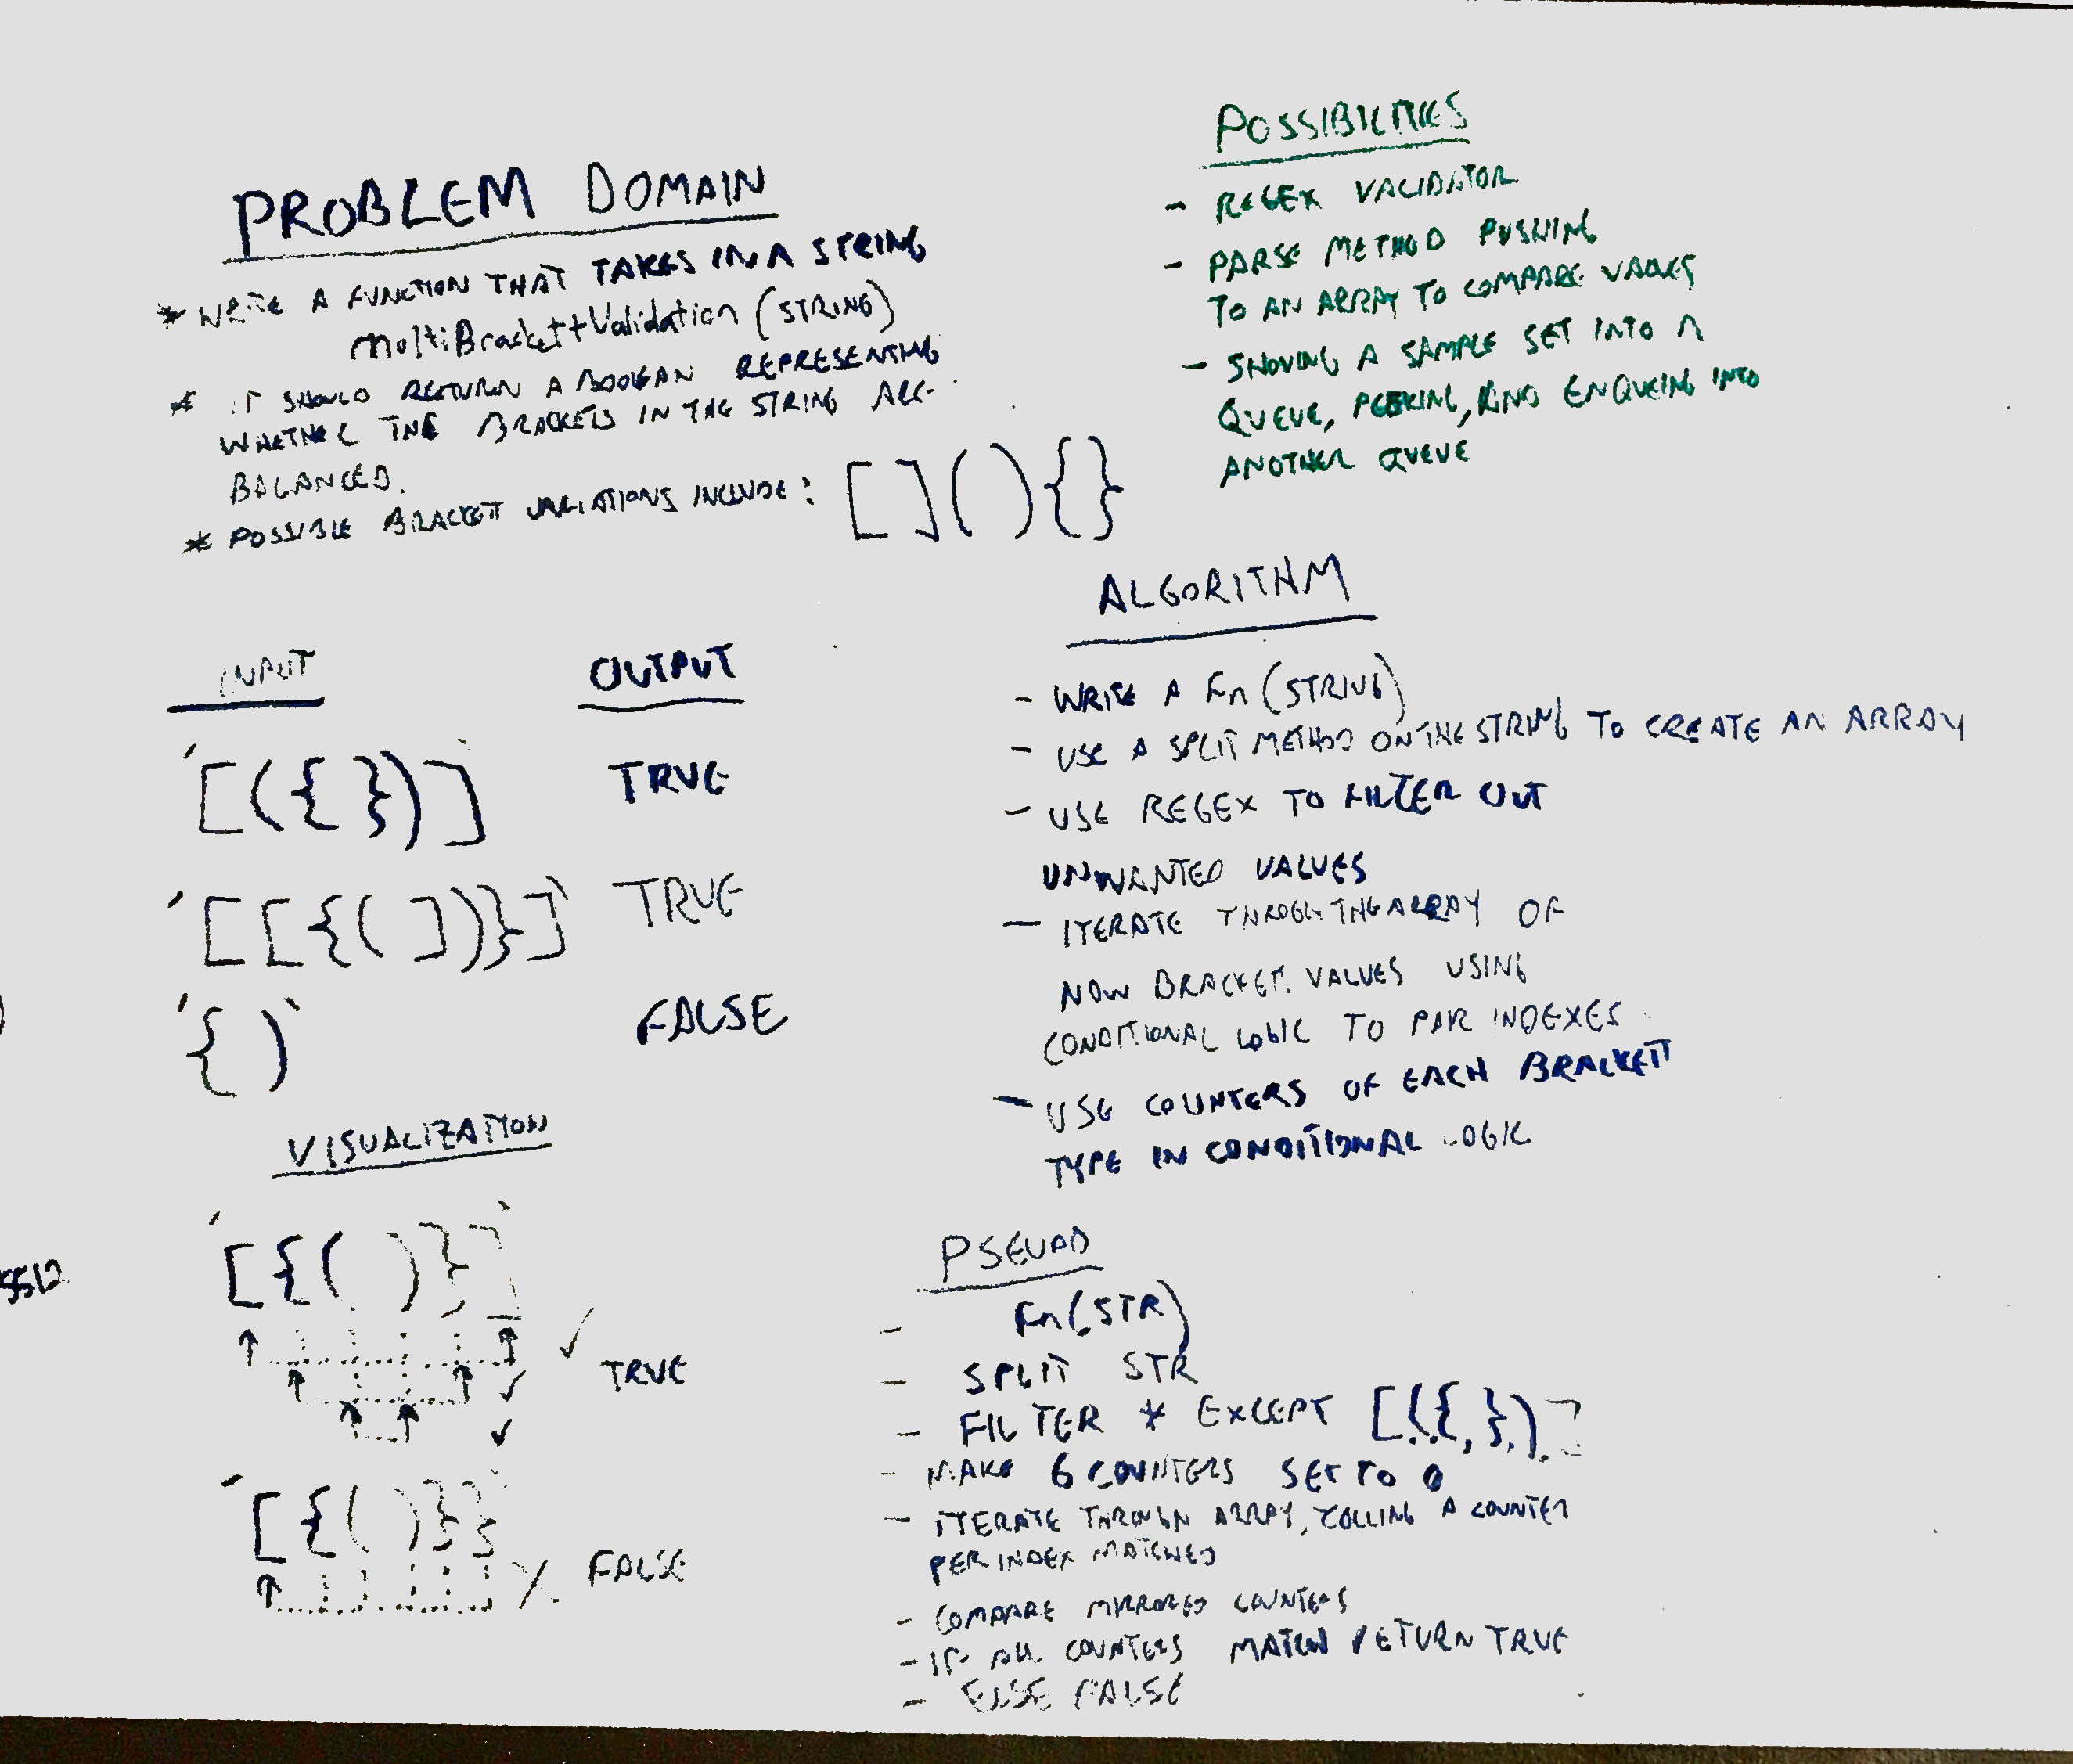 PROBLEM DOMAIN
* WRITE A FUNCTION THAT TAKES IN A STRING
MultiBrackettValidation (STRING)
* IT SHOULD RETURN A BOOLEAN REPRESENTING
WHETHER THE BRACKETS IN THE STRING ARE
BALANCED.
* POSSIBLE BRACKETT VARIATIONS INCLUDE: [ ] ( ) { }
INPUT OUTPUT
'[({ })]' TRUE
'[[{( ])}]' TRUE
'{ )' FALSE
VISUALIZATION
'[{( )}]'
TRUE
'[{( )}}'
FALSE
POSSIBILITIES
- REGEX VALIDATOR
- PARSE METHOD PUSHING
TO AN ARRAY TO COMPARE VALUES
- SHOVING A SAMPLE SET INTO A
QUEUE, PEEKING, AND ENQUEING INTO
ANOTHER QUEUE
ALGORITHM
- WRITE A Fn (STRING)
- USE A SPLIT METHOD ON THE STRING TO CREATE AN ARRAY
- USE REGEX TO FILTER OUT
UNWANTED VALUES
- ITERATE THROUGH THE ARRAY OF
NOW BRACKET VALUES USING
CONDITIONAL LOGIC TO PAIR INDEXES
- USE COUNTERS OF EACH BRACKETT
TYPE IN CONDITIONAL LOGIC
PSEUDO
- Fn(STR)
- SPLIT STR
- FILTER * EXCEPT [,(,{,},),]
- MAKE 6 COUNTERS SET TO 0
- ITERATE THROUGH ARRAY, A COUNTER
PER INDEX MATCHED
- COMPARE MIRRORED COUNTERS
- IF ALL COUNTERS MATCH RETURN TRUE
- ELSE FALSE